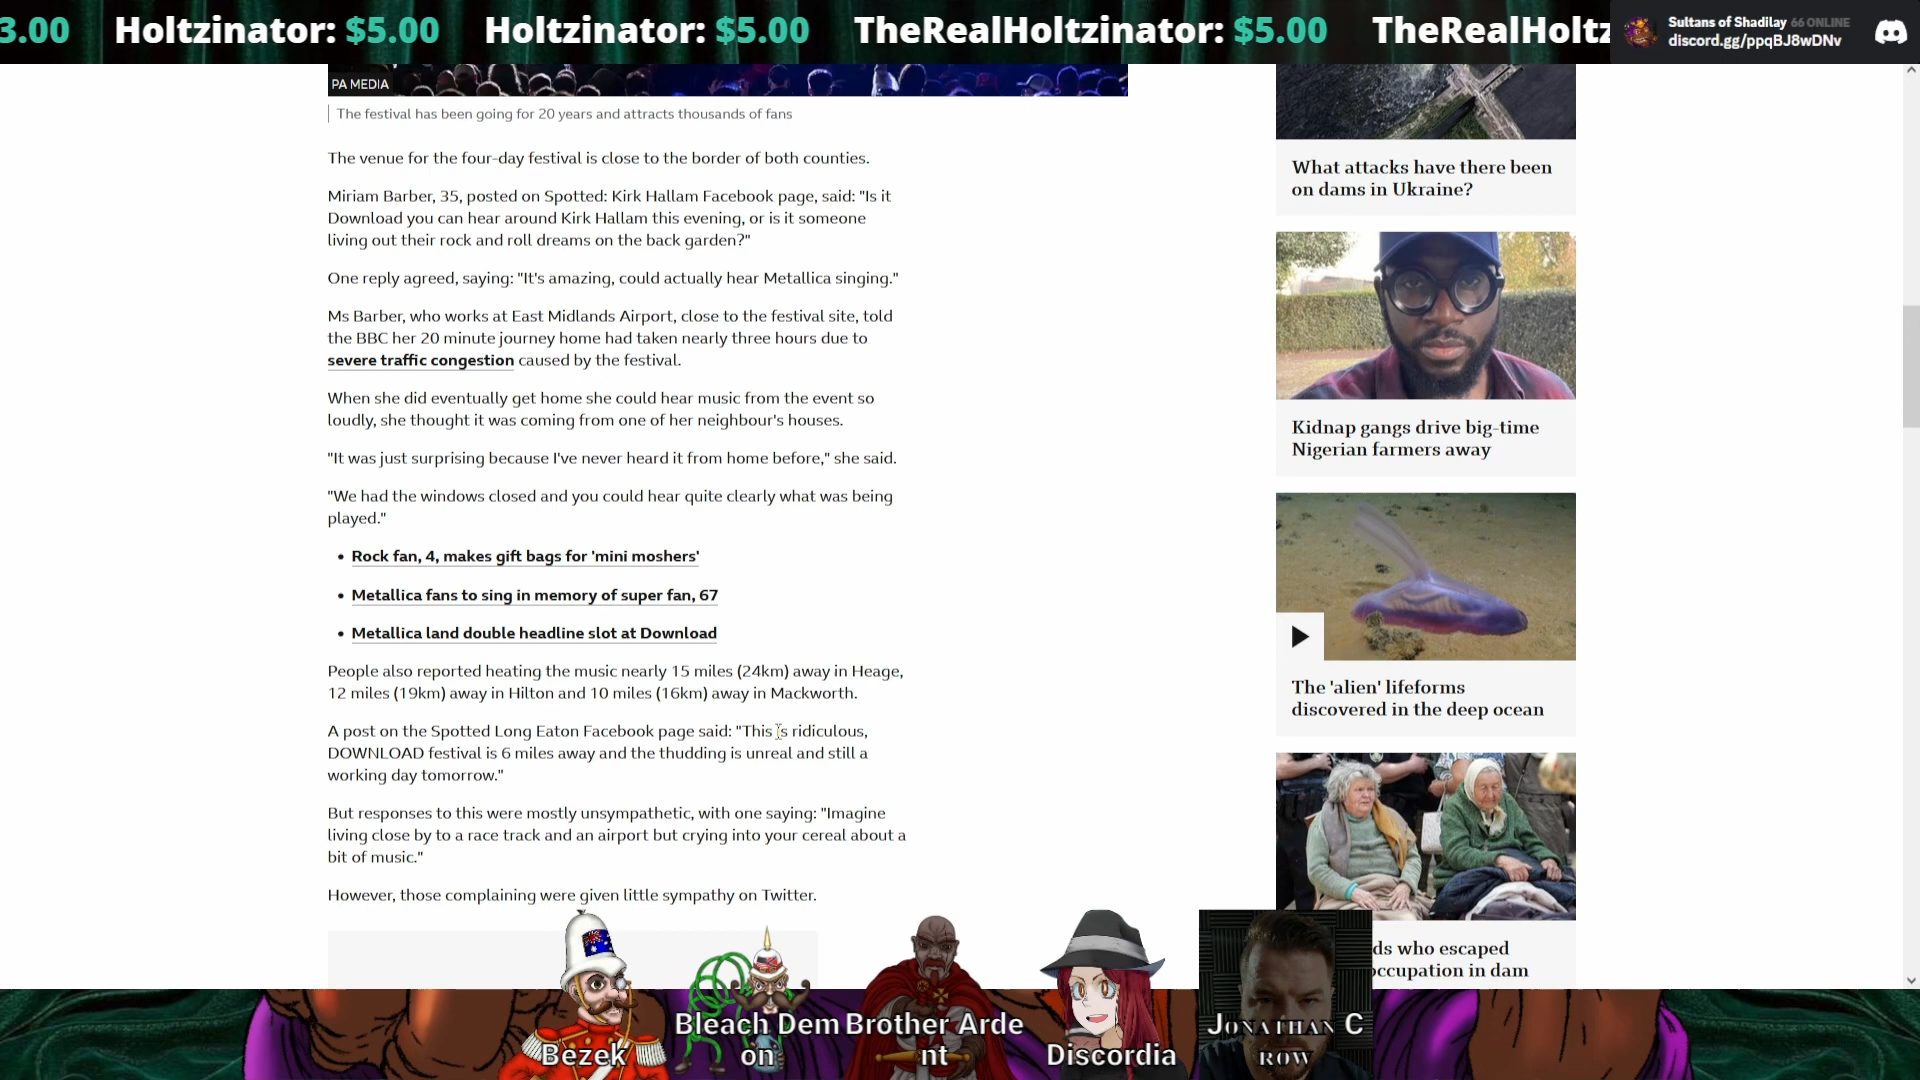 3.00 Holtzinator: $5.00 Holtzinator: $5.00 TheRealHoltzinator: $5.00 TheRealHoltz
Sultans of Shadilay 66 ONLINE
discord.gg/ppqBJ8wDNv
PA MEDIA
The festival has been going for 20 years and attracts thousands of fans
The venue for the four-day festival is close to the border of both counties.
Miriam Barber, 35, posted on Spotted: Kirk Hallam Facebook page, said: "Is it
Download you can hear around Kirk Hallam this evening, or is it someone
living out their rock and roll dreams on the back garden?"
One reply agreed, saying: "It's amazing, could actually hear Metallica singing."
Ms Barber, who works at East Midlands Airport, close to the festival site, told
the BBC her 20 minute journey home had taken nearly three hours due to
severe traffic congestion caused by the festival.
When she did eventually get home she could hear music from the event so
loudly, she thought it was coming from one of her neighbour's houses.
"It was just surprising because I've never heard it from home before," she said.
"We had the windows closed and you could hear quite clearly what was being
played."
• Rock fan, 4, makes gift bags for 'mini moshers'
• Metallica fans to sing in memory of super fan, 67
• Metallica land double headline slot at Download
People also reported heating the music nearly 15 miles (24km) away in Heage,
12 miles (19km) away in Hilton and 10 miles (16km) away in Mackworth.
A post on the Spotted Long Eaton Facebook page said: "This is ridiculous,
DOWNLOAD festival is 6 miles away and the thudding is unreal and still a
working day tomorrow."
But responses to this were mostly unsympathetic, with one saying: "Imagine
living close by to a race track and an airport but crying into your cereal about a
bit of music."
However, those complaining were given little sympathy on Twitter.
What attacks have there been
on dams in Ukraine?
Kidnap gangs drive big-time
Nigerian farmers away
The 'alien' lifeforms
discovered in the deep ocean
ds who escaped
occupation in dam
Bezek
Bleach Dem
on
Brother Arde
nt
Discordia
JONATHAN C
ROW